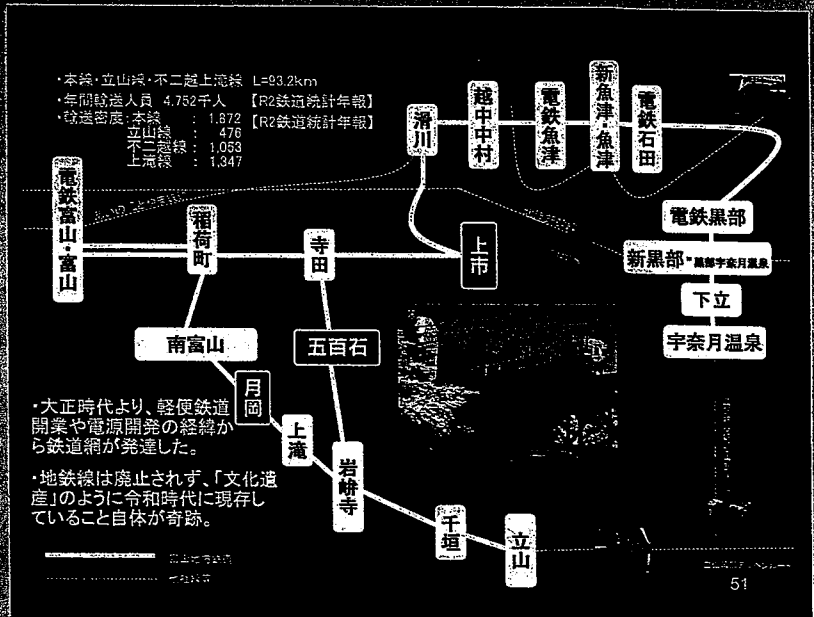 ・本線・立山線・不二越上滝線 L=93.2km
・年間輸送人員 4.752千人 【R2鉄道統計年報】
・輸送密度:本線 : 1,872 【R2鉄道統計年報】
立山線 : 476
不二越線 : 1,053
上滝線 : 1,347
滑川
越中中村
電鉄魚津
新魚津・魚津
電鉄石田
電鉄富山・富山
稲荷町
寺田
上市
電鉄黒部
新黒部・黒部宇奈月温泉
下立
宇奈月温泉
南富山
五百石
月岡
上滝
岩峅寺
千垣
立山
・大正時代より、軽便鉄道
開業や電源開発の経緯か
ら鉄道網が発達した。
・地鉄線は廃止されず、「文化遺
産」のように令和時代に現存し
ていること自体が奇跡。
51